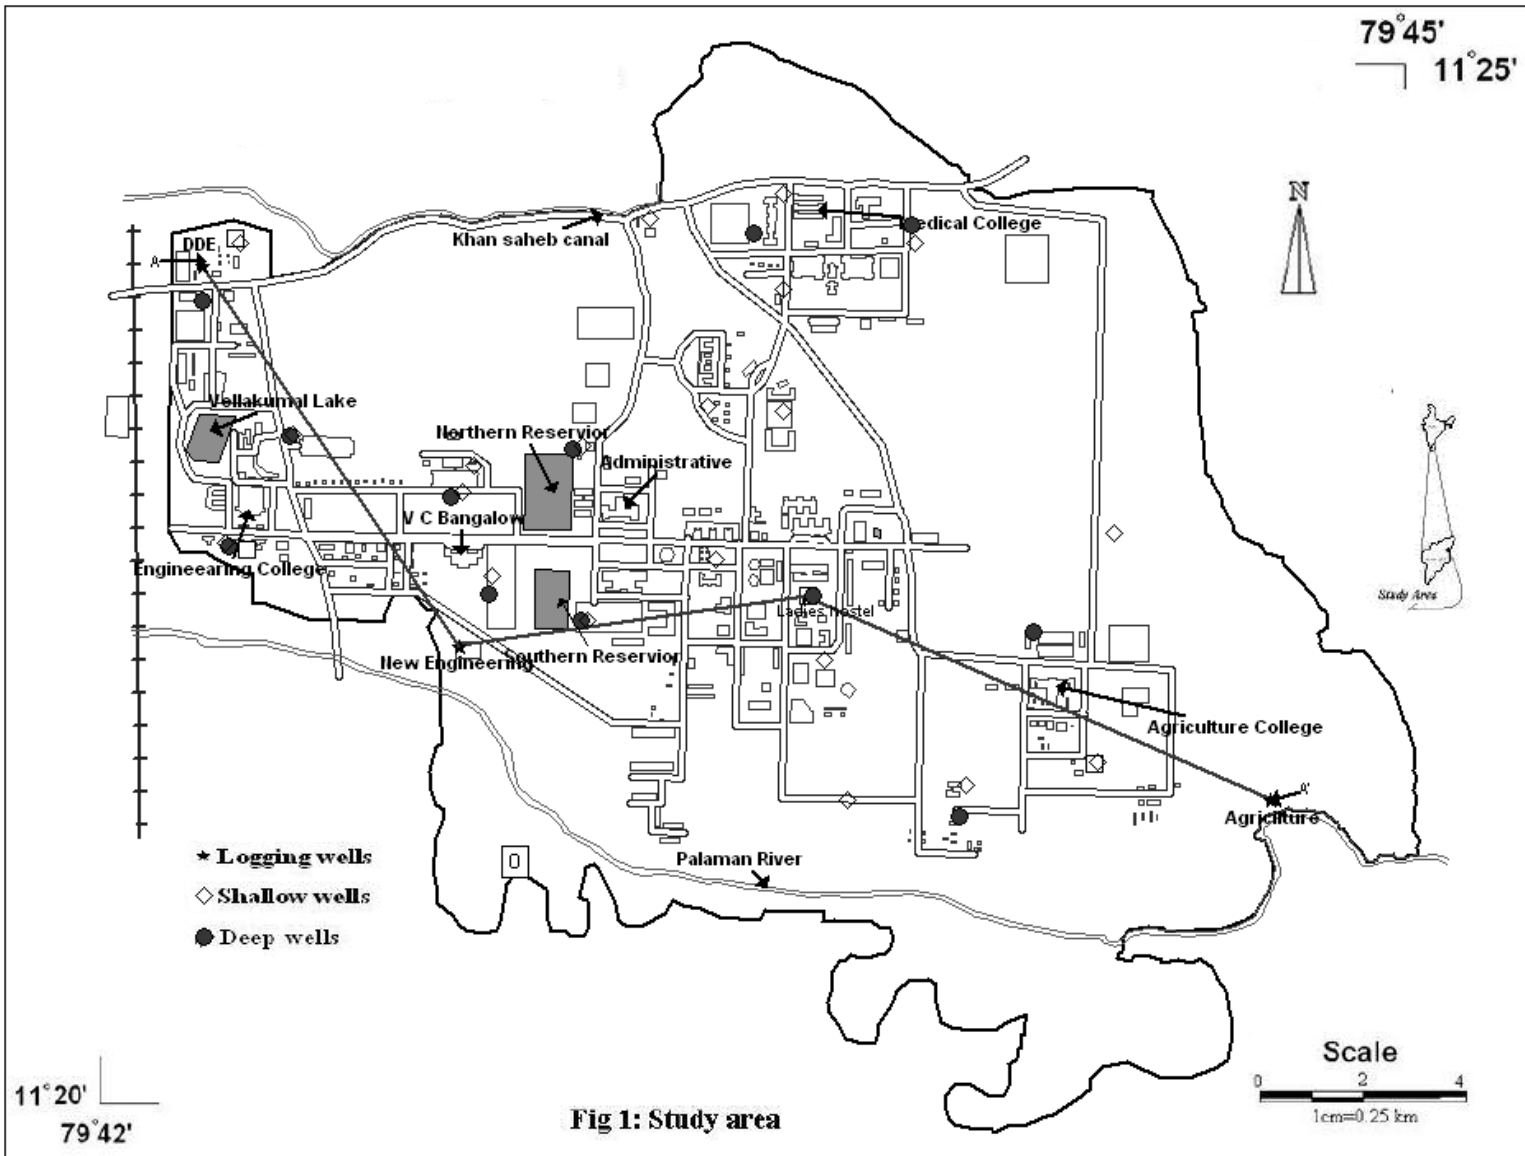 79°45'
11°25'
N
Khan saheb canal
Medical College
DDE
A
Vellakumal Lake
Northern Reservior
Administrative
V C Bangalow
Engineearing College
Ladies hostel
New Engineering
Southern Reservior
Study Area
Agriculture College
A'
Agriclture
Palaman River
0
Logging wells
Shallow wells
Deep wells
Scale
0 2 4
1cm=0.25 km
11°20'
79°42'
Fig 1: Study area